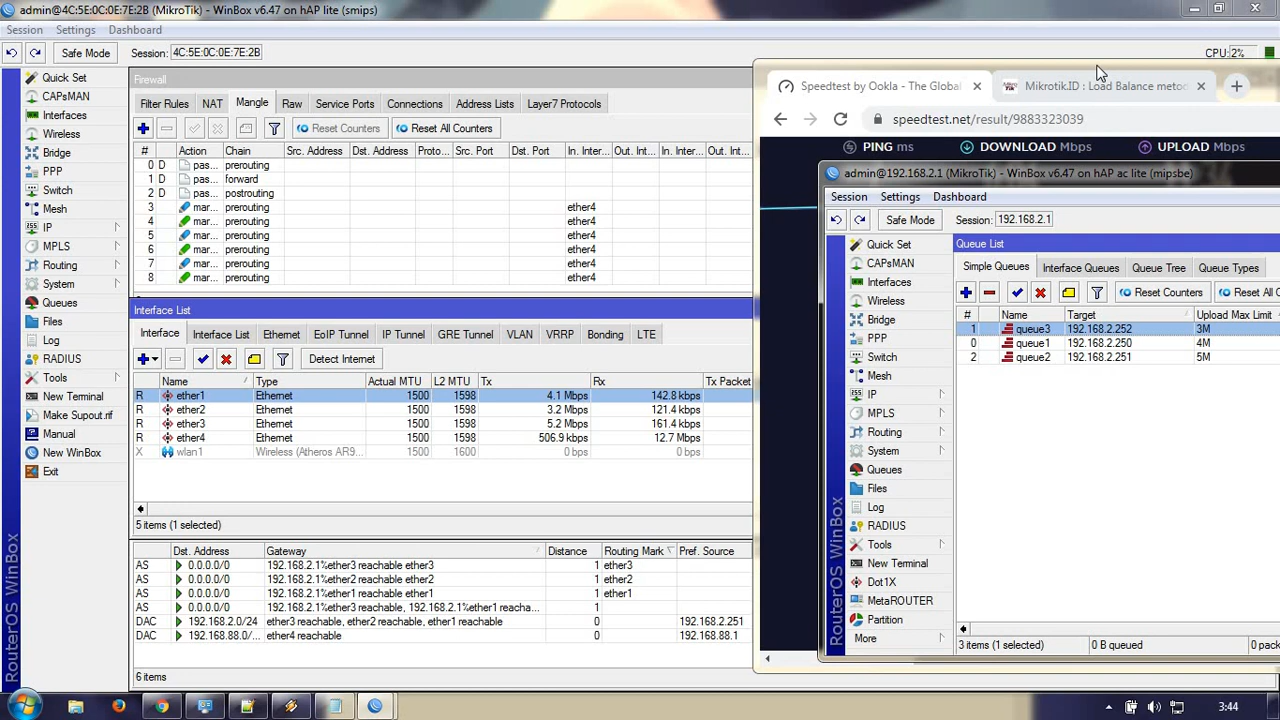 admin@4C:5E:0C:0E:7E:2B (MikroTik) - WinBox v6.47 on hAP lite (smips)
Session Settings Dashboard
Safe Mode Session: 4C:5E:0C:0E:7E:2B CPU: 2%
Quick Set
CAPsMAN
Interfaces
Wireless
Bridge
PPP
Switch
Mesh
IP
MPLS
Routing
System
Queues
Files
Log
RADIUS
Tools
New Terminal
Make Supout.rif
Manual
New WinBox
Exit
RouterOS WinBox
Firewall
Filter Rules NAT Mangle Raw Service Ports Connections Address Lists Layer7 Protocols
Reset Counters Reset All Counters
# Action Chain Src. Address Dst. Address Proto... Src. Port Dst. Port In. Inter... Out. Int... In. Inter... Out. Int...
0 D pas... prerouting
1 D pas... forward
2 D pas... postrouting
3 mar... prerouting ether4
4 mar... prerouting ether4
5 mar... prerouting ether4
6 mar... prerouting ether4
7 mar... prerouting ether4
8 mar... prerouting ether4
Interface List
Interface Interface List Ethernet EoIP Tunnel IP Tunnel GRE Tunnel VLAN VRRP Bonding LTE
Detect Internet
Name Type Actual MTU L2 MTU Tx Rx Tx Packet
R ether1 Ethernet 1500 1598 4.1 Mbps 142.8 kbps
R ether2 Ethernet 1500 1598 3.2 Mbps 121.4 kbps
R ether3 Ethernet 1500 1598 5.2 Mbps 161.4 kbps
R ether4 Ethernet 1500 1598 506.9 kbps 12.7 Mbps
X wlan1 Wireless (Atheros AR9... 1500 1600 0 bps 0 bps
5 items (1 selected)
Dst. Address Gateway Distance Routing Mark Pref. Source
AS 0.0.0.0/0 192.168.2.1%ether3 reachable ether3 1 ether3
AS 0.0.0.0/0 192.168.2.1%ether2 reachable ether2 1 ether2
AS 0.0.0.0/0 192.168.2.1%ether1 reachable ether1 1 ether1
AS 0.0.0.0/0 192.168.2.1%ether3 reachable, 192.168.2.1%ether1 reacha... 1
DAC 192.168.2.0/24 ether3 reachable, ether2 reachable, ether1 reachable 0 192.168.2.251
DAC 192.168.88.0/... ether4 reachable 0 192.168.88.1
6 items
Speedtest by Ookla - The Global Mikrotik.ID : Load Balance metod
speedtest.net/result/9883323039
PING ms DOWNLOAD Mbps UPLOAD Mbps
admin@192.168.2.1 (MikroTik) - WinBox v6.47 on hAP ac lite (mipsbe)
Session Settings Dashboard
Safe Mode Session: 192.168.2.1
Quick Set
CAPsMAN
Interfaces
Wireless
Bridge
PPP
Switch
Mesh
IP
MPLS
Routing
System
Queues
Files
Log
RADIUS
Tools
New Terminal
Dot1X
MetaROUTER
Partition
More
RouterOS WinBox
Queue List
Simple Queues Interface Queues Queue Tree Queue Types
Reset Counters Reset All C
# Name Target Upload Max Limit
1 queue3 192.168.2.252 3M
0 queue1 192.168.2.250 4M
2 queue2 192.168.2.251 5M
3 items (1 selected) 0 B queued 0 pack
3:44